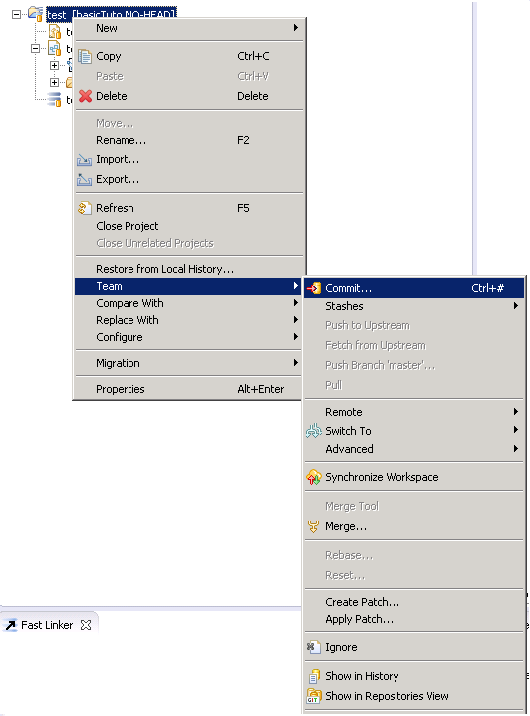 test [basicTuto NO-HEAD]
New
Copy Ctrl+C
Paste Ctrl+V
Delete Delete
Move...
Rename... F2
Import...
Export...
Refresh F5
Close Project
Close Unrelated Projects
Restore from Local History...
Team
Compare With
Replace With
Configure
Migration
Properties Alt+Enter
Commit... Ctrl+#
Stashes
Push to Upstream
Fetch from Upstream
Push Branch 'master'...
Pull
Remote
Switch To
Advanced
Synchronize Workspace
Merge Tool
Merge...
Rebase...
Reset...
Create Patch...
Apply Patch...
Ignore
Show in History
GIT Show in Repositories View
Fast Linker